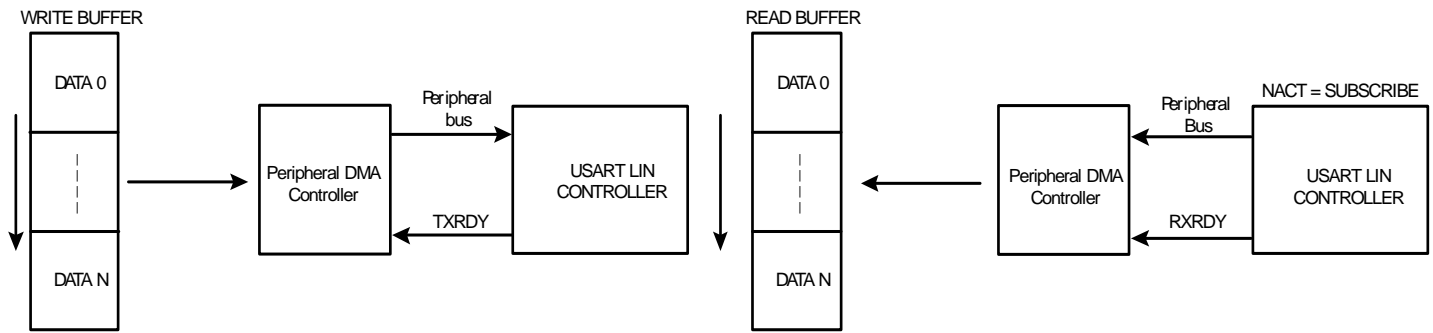 WRITE BUFFER
DATA 0
DATA N
Peripheral DMA
Controller
Peripheral
bus
TXRDY
USART LIN
CONTROLLER
READ BUFFER
DATA 0
DATA N
Peripheral DMA
Controller
Peripheral
Bus
RXRDY
NACT = SUBSCRIBE
USART LIN
CONTROLLER